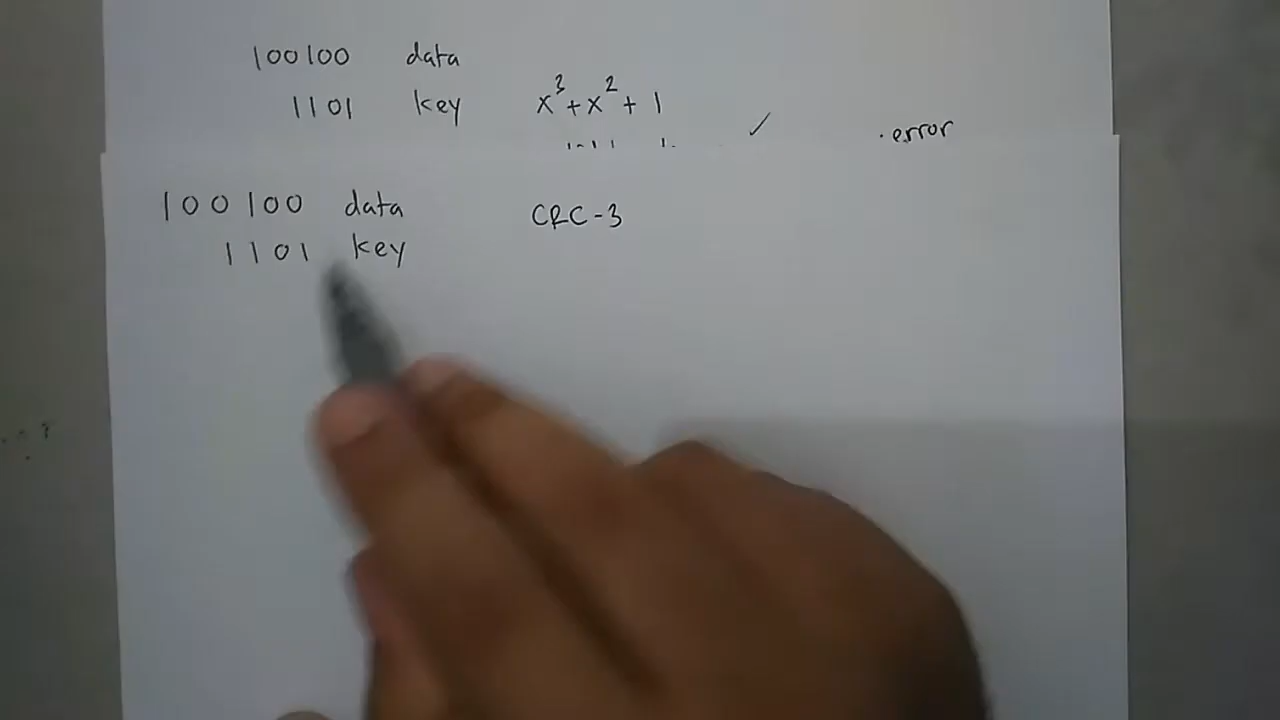 100100 data
1101 key x³+x²+1
✓ .error
100100 data CRC-3
1101 key